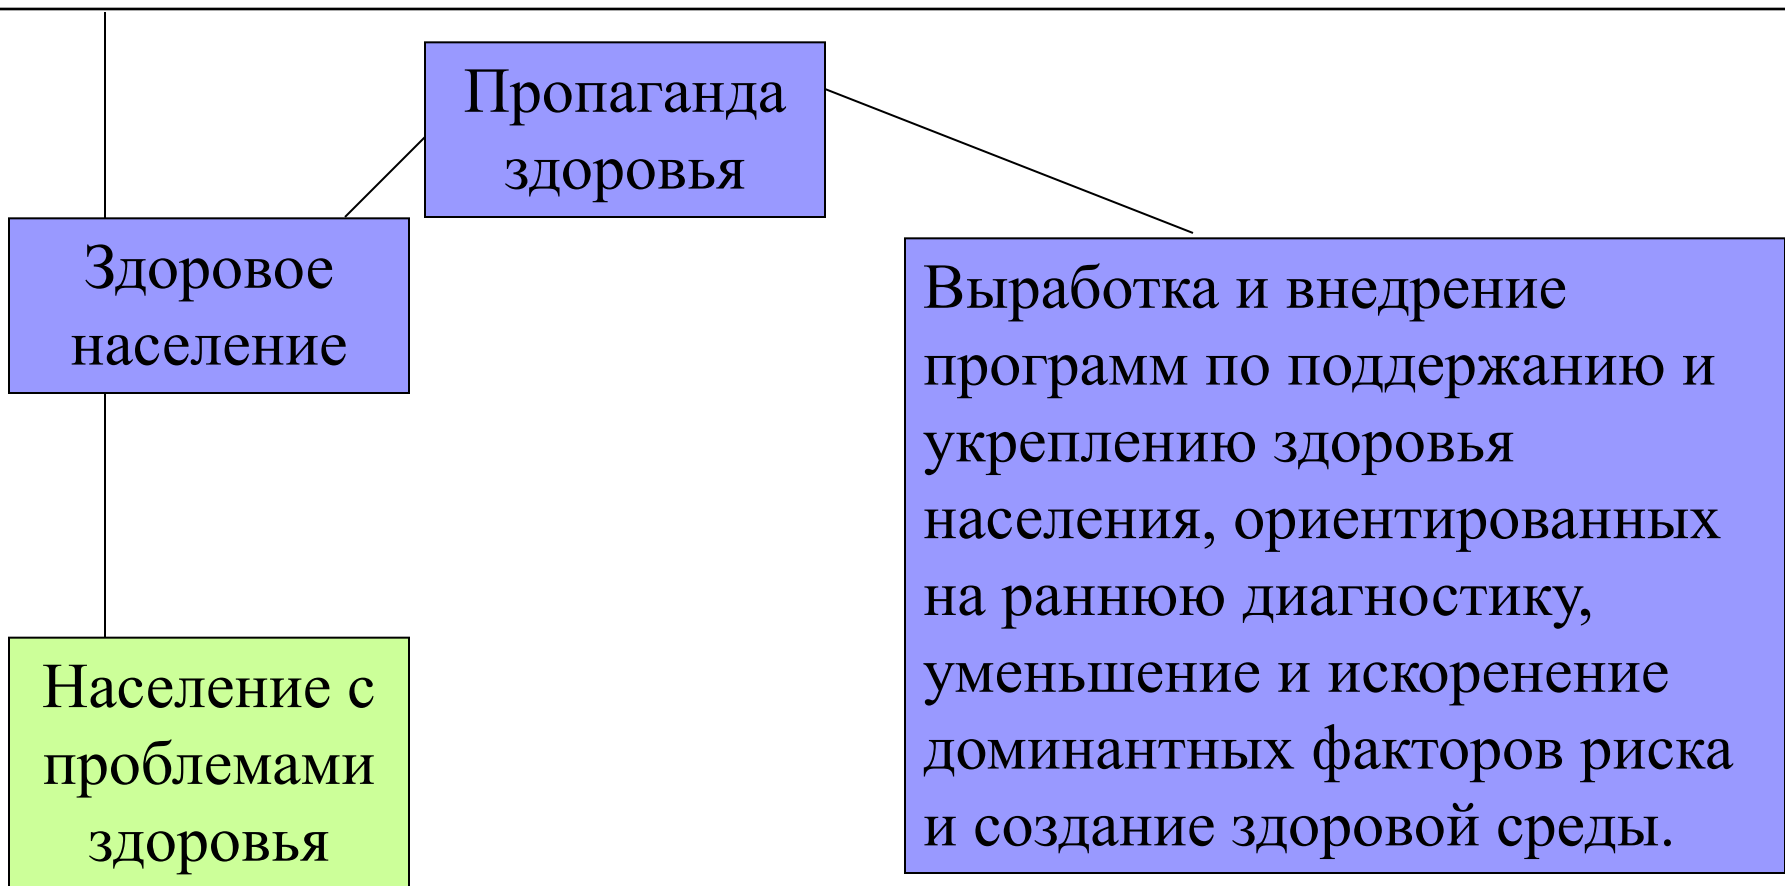 Пропаганда
здоровья
Здоровое
население
Выработка и внедрение
программ по поддержанию и
укреплению здоровья
населения, ориентированных
на раннюю диагностику,
уменьшение и искоренение
доминантных факторов риска
и создание здоровой среды.
Население с
проблемами
здоровья